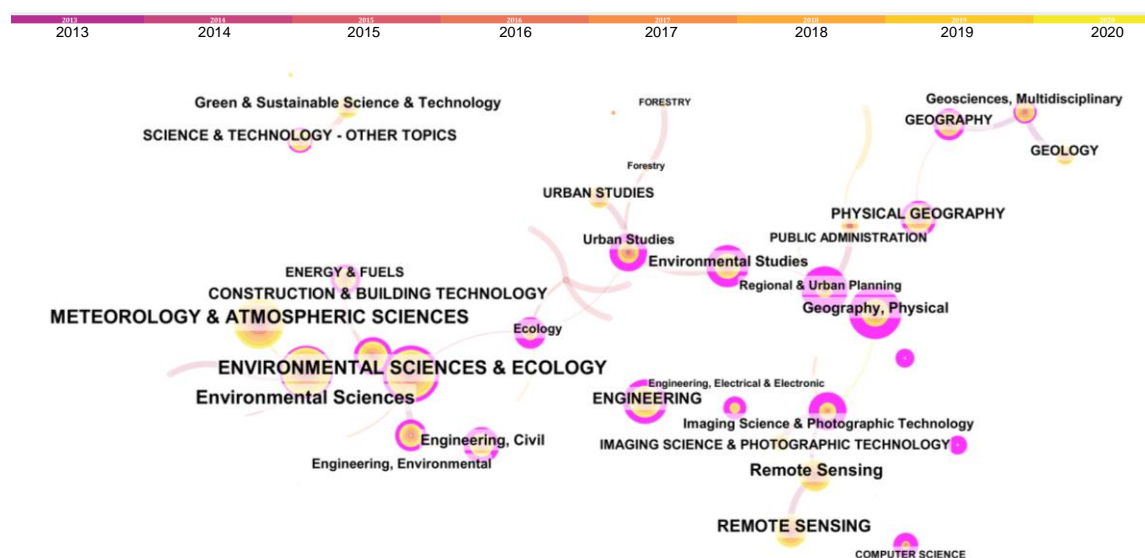 2013 2014 2015 2016 2017 2018 2019 2020
2013 2014 2015 2016 2017 2018 2019 2020
Green & Sustainable Science & Technology
SCIENCE & TECHNOLOGY - OTHER TOPICS
FORESTRY
Geosciences, Multidisciplinary
GEOGRAPHY
GEOLOGY
Forestry
URBAN STUDIES
PHYSICAL GEOGRAPHY
Urban Studies
PUBLIC ADMINISTRATION
Environmental Studies
ENERGY & FUELS
Regional & Urban Planning
CONSTRUCTION & BUILDING TECHNOLOGY
Geography, Physical
METEOROLOGY & ATMOSPHERIC SCIENCES
Ecology
ENVIRONMENTAL SCIENCES & ECOLOGY
Engineering, Electrical & Electronic
Environmental Sciences
ENGINEERING
Imaging Science & Photographic Technology
Engineering, Civil
IMAGING SCIENCE & PHOTOGRAPHIC TECHNOLOGY
Engineering, Environmental
Remote Sensing
REMOTE SENSING
COMPUTER SCIENCE